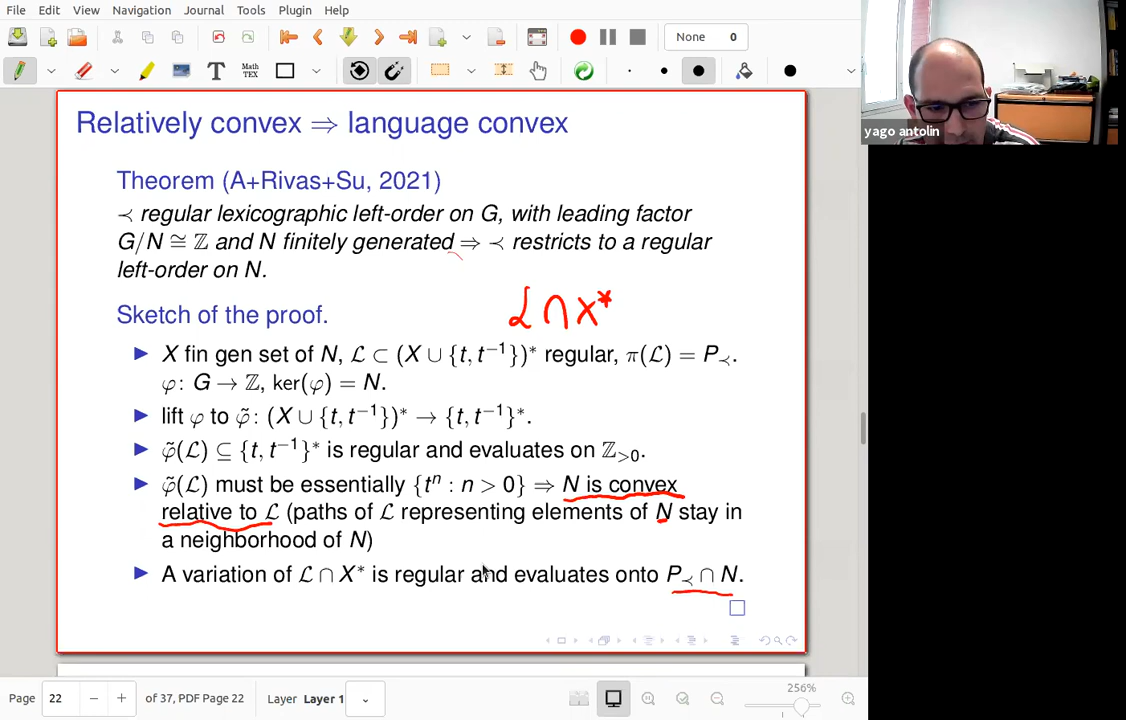 File Edit View Navigation Journal Tools Plugin Help
None 0
T Math TEX
yago antolin
Relatively convex ⇒ language convex
Theorem (A+Rivas+Su, 2021)
≺ regular lexicographic left-order on G, with leading factor
G/N ≅ ℤ and N finitely generated ⇒ ≺ restricts to a regular
left-order on N.
ℒ ∩ X*
Sketch of the proof.
▶ X fin gen set of N, ℒ ⊂ (X ∪ {t, t⁻¹})* regular, π(ℒ) = P≺.
φ: G → ℤ, ker(φ) = N.
▶ lift φ to φ̃: (X ∪ {t, t⁻¹})* → {t, t⁻¹}*.
▶ φ̃(ℒ) ⊆ {t, t⁻¹}* is regular and evaluates on ℤ>0.
▶ φ̃(ℒ) must be essentially {tⁿ : n > 0} ⇒ N is convex
relative to ℒ (paths of ℒ representing elements of N stay in
a neighborhood of N)
▶ A variation of ℒ ∩ X* is regular and evaluates onto P≺ ∩ N.
Page 22 − + of 37, PDF Page 22 Layer Layer 1 256%